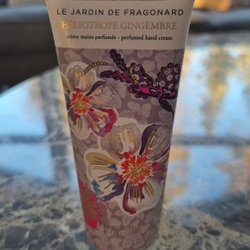 LE JARDIN DE FRAGONARD
HÉLIOTROPE GINGEMBRE
crème mains parfumée - perfumed hand cream